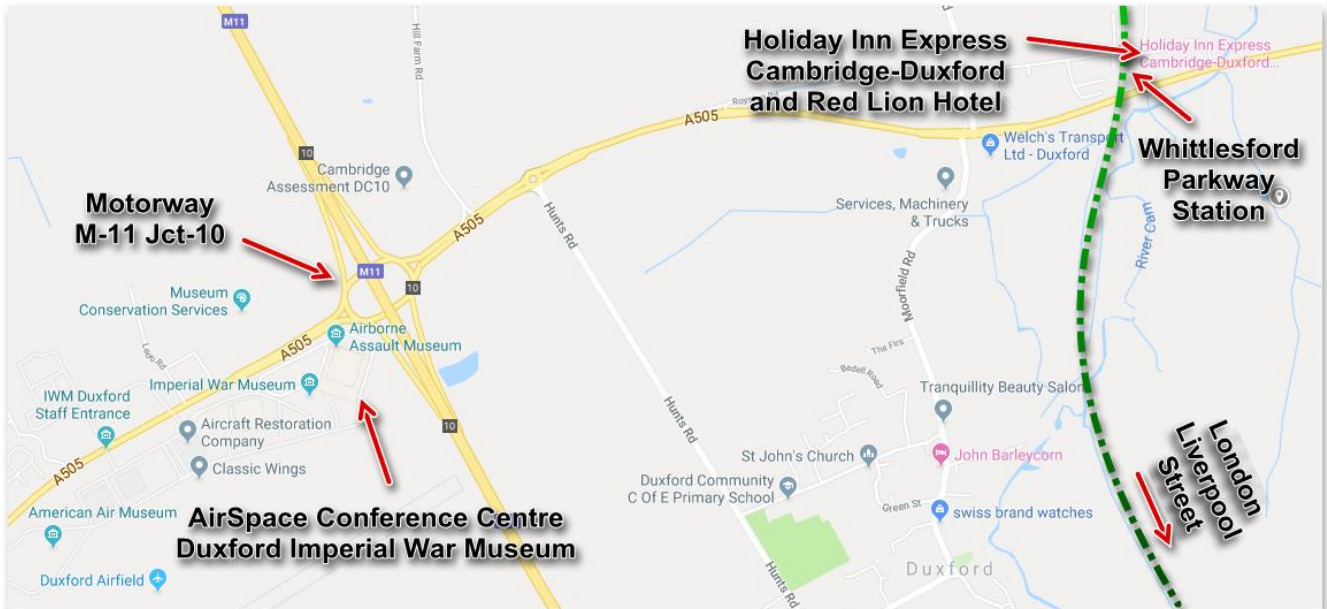 M11
Hill Farm Rd
Holiday Inn Express
Cambridge-Duxford
and Red Lion Hotel
Holiday Inn Express
Cambridge-Duxford...
A505
10
Cambridge
Assessment DC10
Welch's Transport
Ltd - Duxford
Whittlesford
Parkway
Station
Motorway
M-11 Jct-10
A505
Hunts Rd
Services, Machinery
& Trucks
River Cam
Moorfield Rd
M11
10
Museum
Conservation Services
Airborne
Assault Museum
A505
Lego Rd
The Firs
Bedell Road
Imperial War Museum
Tranquillity Beauty Salon
IWM Duxford
Staff Entrance
Hunts Rd
Aircraft Restoration
Company
10
St John's Church
John Barleycorn
London
Liverpool
Street
A505
Classic Wings
Duxford Community
C Of E Primary School
Green St
swiss brand watches
American Air Museum
AirSpace Conference Centre
Duxford Imperial War Museum
Duxford Airfield
Hunts Rd
Duxford